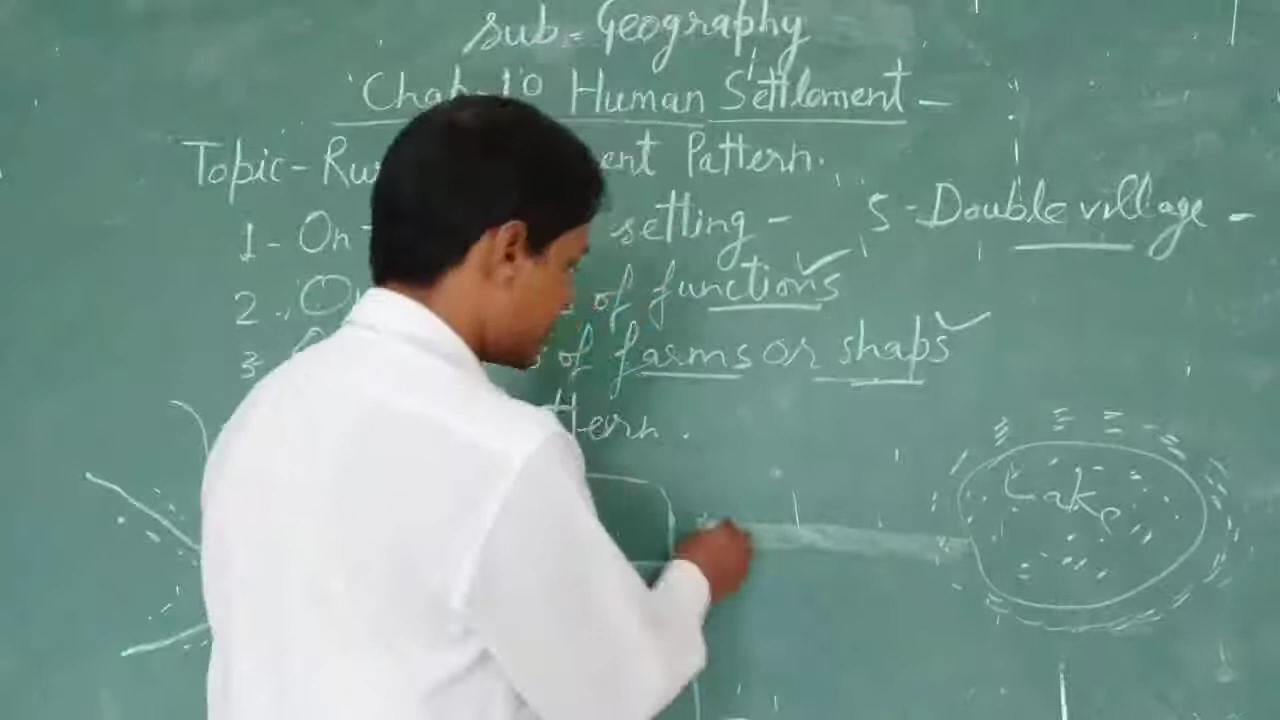 Sub = Geography
Chap-10 Human Settlement -
Topic - Ru ent Pattern.
1 - On setting -
5 - Double village -
2. O of functions
3 of farms or shaps
ttern.
Lake